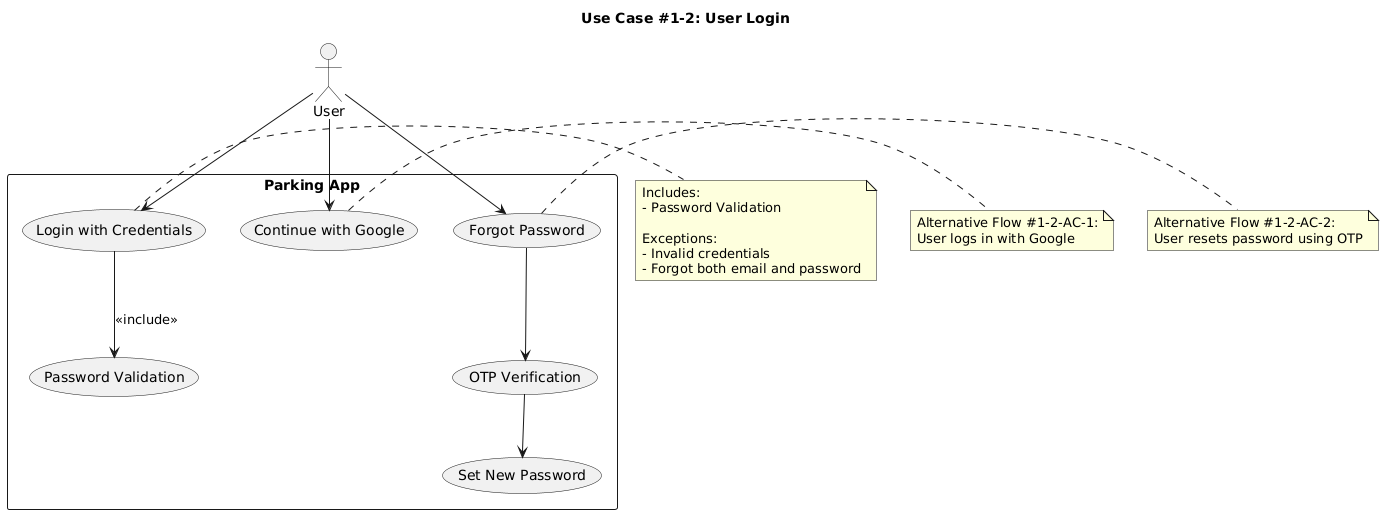 Use Case #1-2: User Login
User
Parking App
Login with Credentials
Continue with Google
Forgot Password
Includes:
- Password Validation
Exceptions:
- Invalid credentials
- Forgot both email and password
Alternative Flow #1-2-AC-1:
User logs in with Google
Alternative Flow #1-2-AC-2:
User resets password using OTP
«include»
Password Validation
OTP Verification
Set New Password